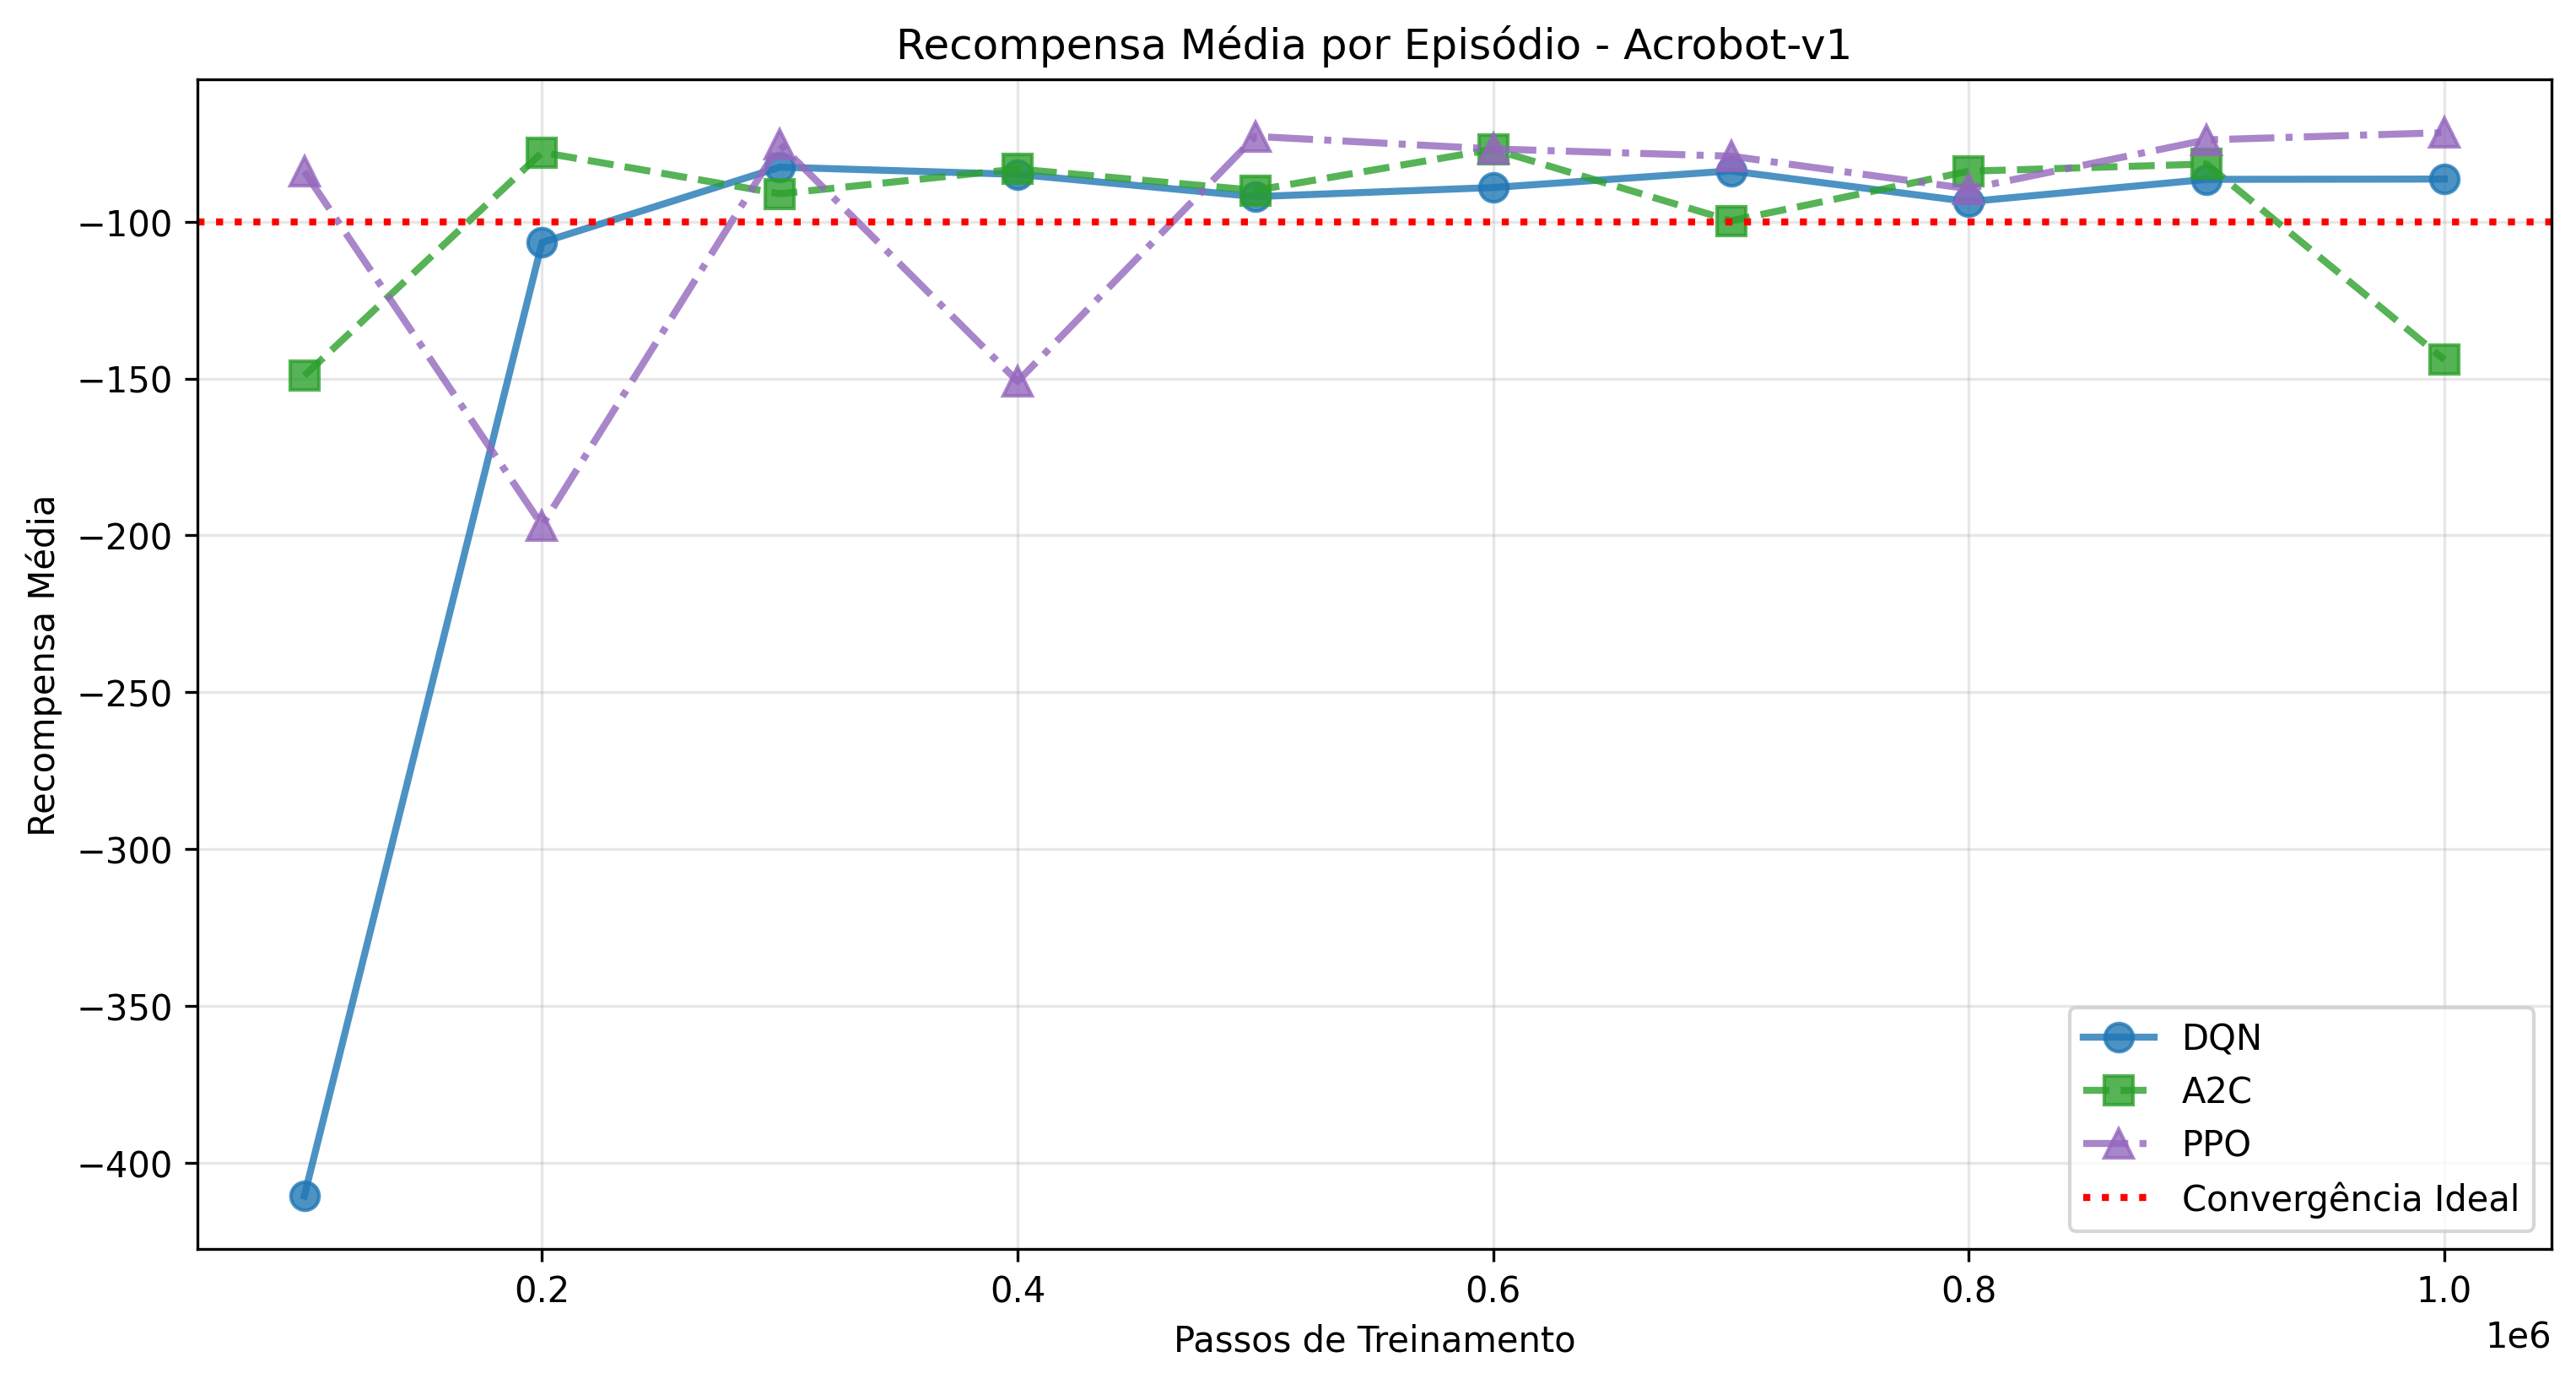 Recompensa Média por Episódio - Acrobot-v1
Recompensa Média
−100
−150
−200
−250
−300
−350
−400
0.2
0.4
0.6
0.8
1.0
1e6
Passos de Treinamento
DQN
A2C
PPO
Convergência Ideal